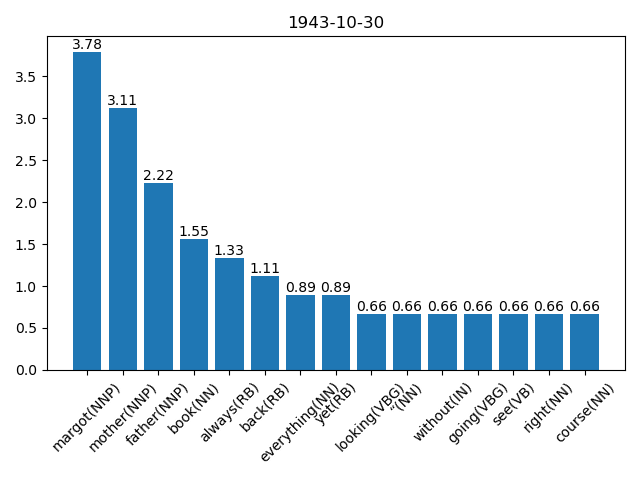 1943-10-30
3.78
3.11
2.22
1.55
1.33
1.11
0.89
0.89
0.66
0.66
0.66
0.66
0.66
0.66
0.66
3.5
3.0
2.5
2.0
1.5
1.0
0.5
0.0
margot(NNP)
mother(NNP)
father(NNP)
book(NN)
always(RB)
back(RB)
everything(NN)
yet(RB)
looking(VBG)
(NN)
without(IN)
going(VBG)
see(VB)
right(NN)
course(NN)